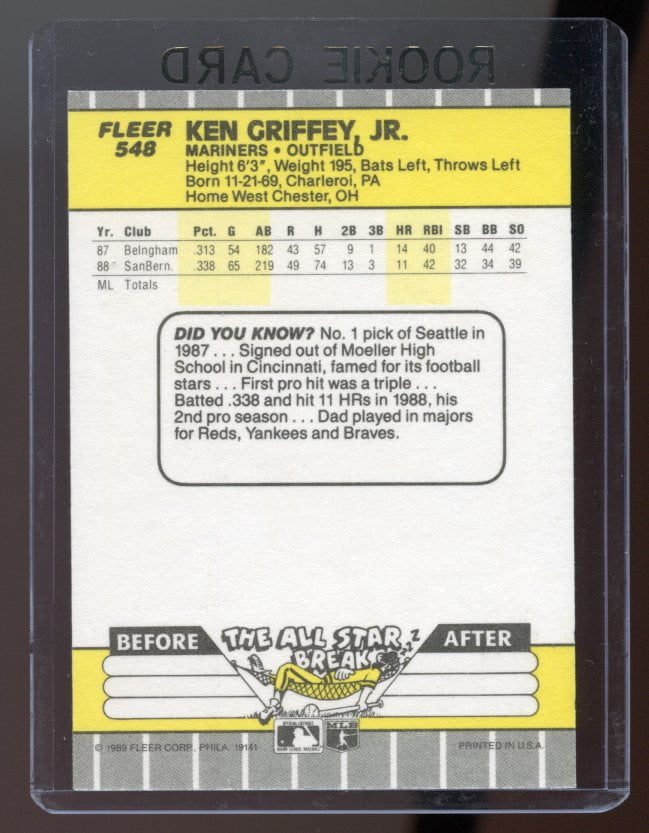 ROOKIE CARD
FLEER KEN GRIFFEY, JR.
548 MARINERS • OUTFIELD
Height 6'3", Weight 195, Bats Left, Throws Left
Born 11-21-69, Charleroi, PA
Home West Chester, OH
Yr. Club Pct. G AB R H 2B 3B HR RBI SB BB SO
87 Belngham .313 54 182 43 57 9 1 14 40 13 44 42
88 SanBern. .338 65 219 49 74 13 3 11 42 32 34 39
ML Totals
DID YOU KNOW? No. 1 pick of Seattle in
1987 . . . Signed out of Moeller High
School in Cincinnati, famed for its football
stars . . . First pro hit was a triple . . .
Batted .338 and hit 11 HRs in 1988, his
2nd pro season . . . Dad played in majors
for Reds, Yankees and Braves.
BEFORE THE ALL STAR BREAK AFTER
zzz
MLB
© 1989 FLEER CORP., PHILA. 19141 PRINTED IN U.S.A.